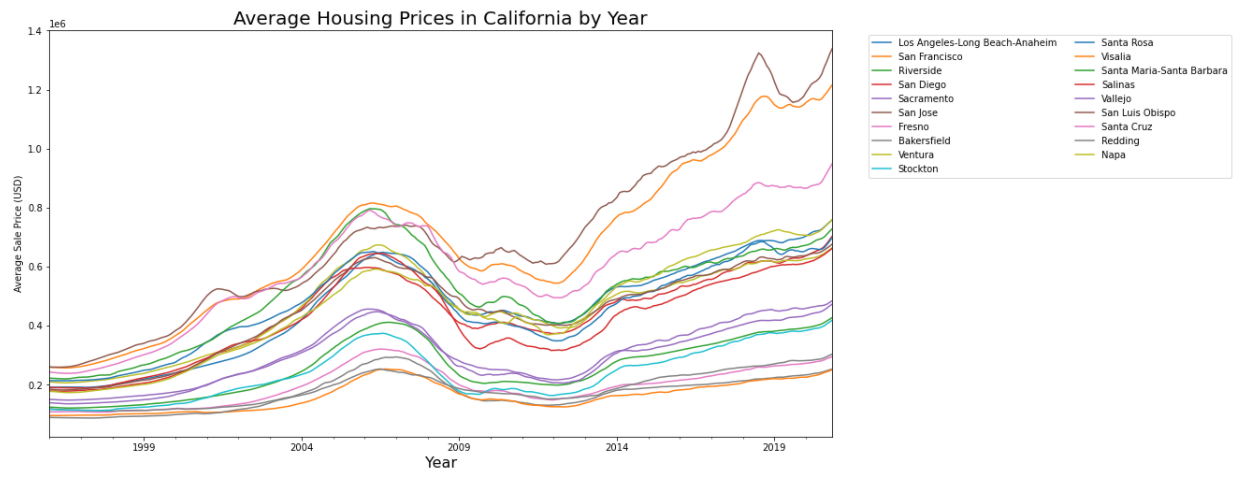 Average Housing Prices in California by Year
1e6
1.4
1.2
1.0
0.8
0.6
0.4
0.2
Average Sale Price (USD)
1999 2004 2009 2014 2019
Year
Los Angeles-Long Beach-Anaheim
San Francisco
Riverside
San Diego
Sacramento
San Jose
Fresno
Bakersfield
Ventura
Stockton
Santa Rosa
Visalia
Santa Maria-Santa Barbara
Salinas
Vallejo
San Luis Obispo
Santa Cruz
Redding
Napa